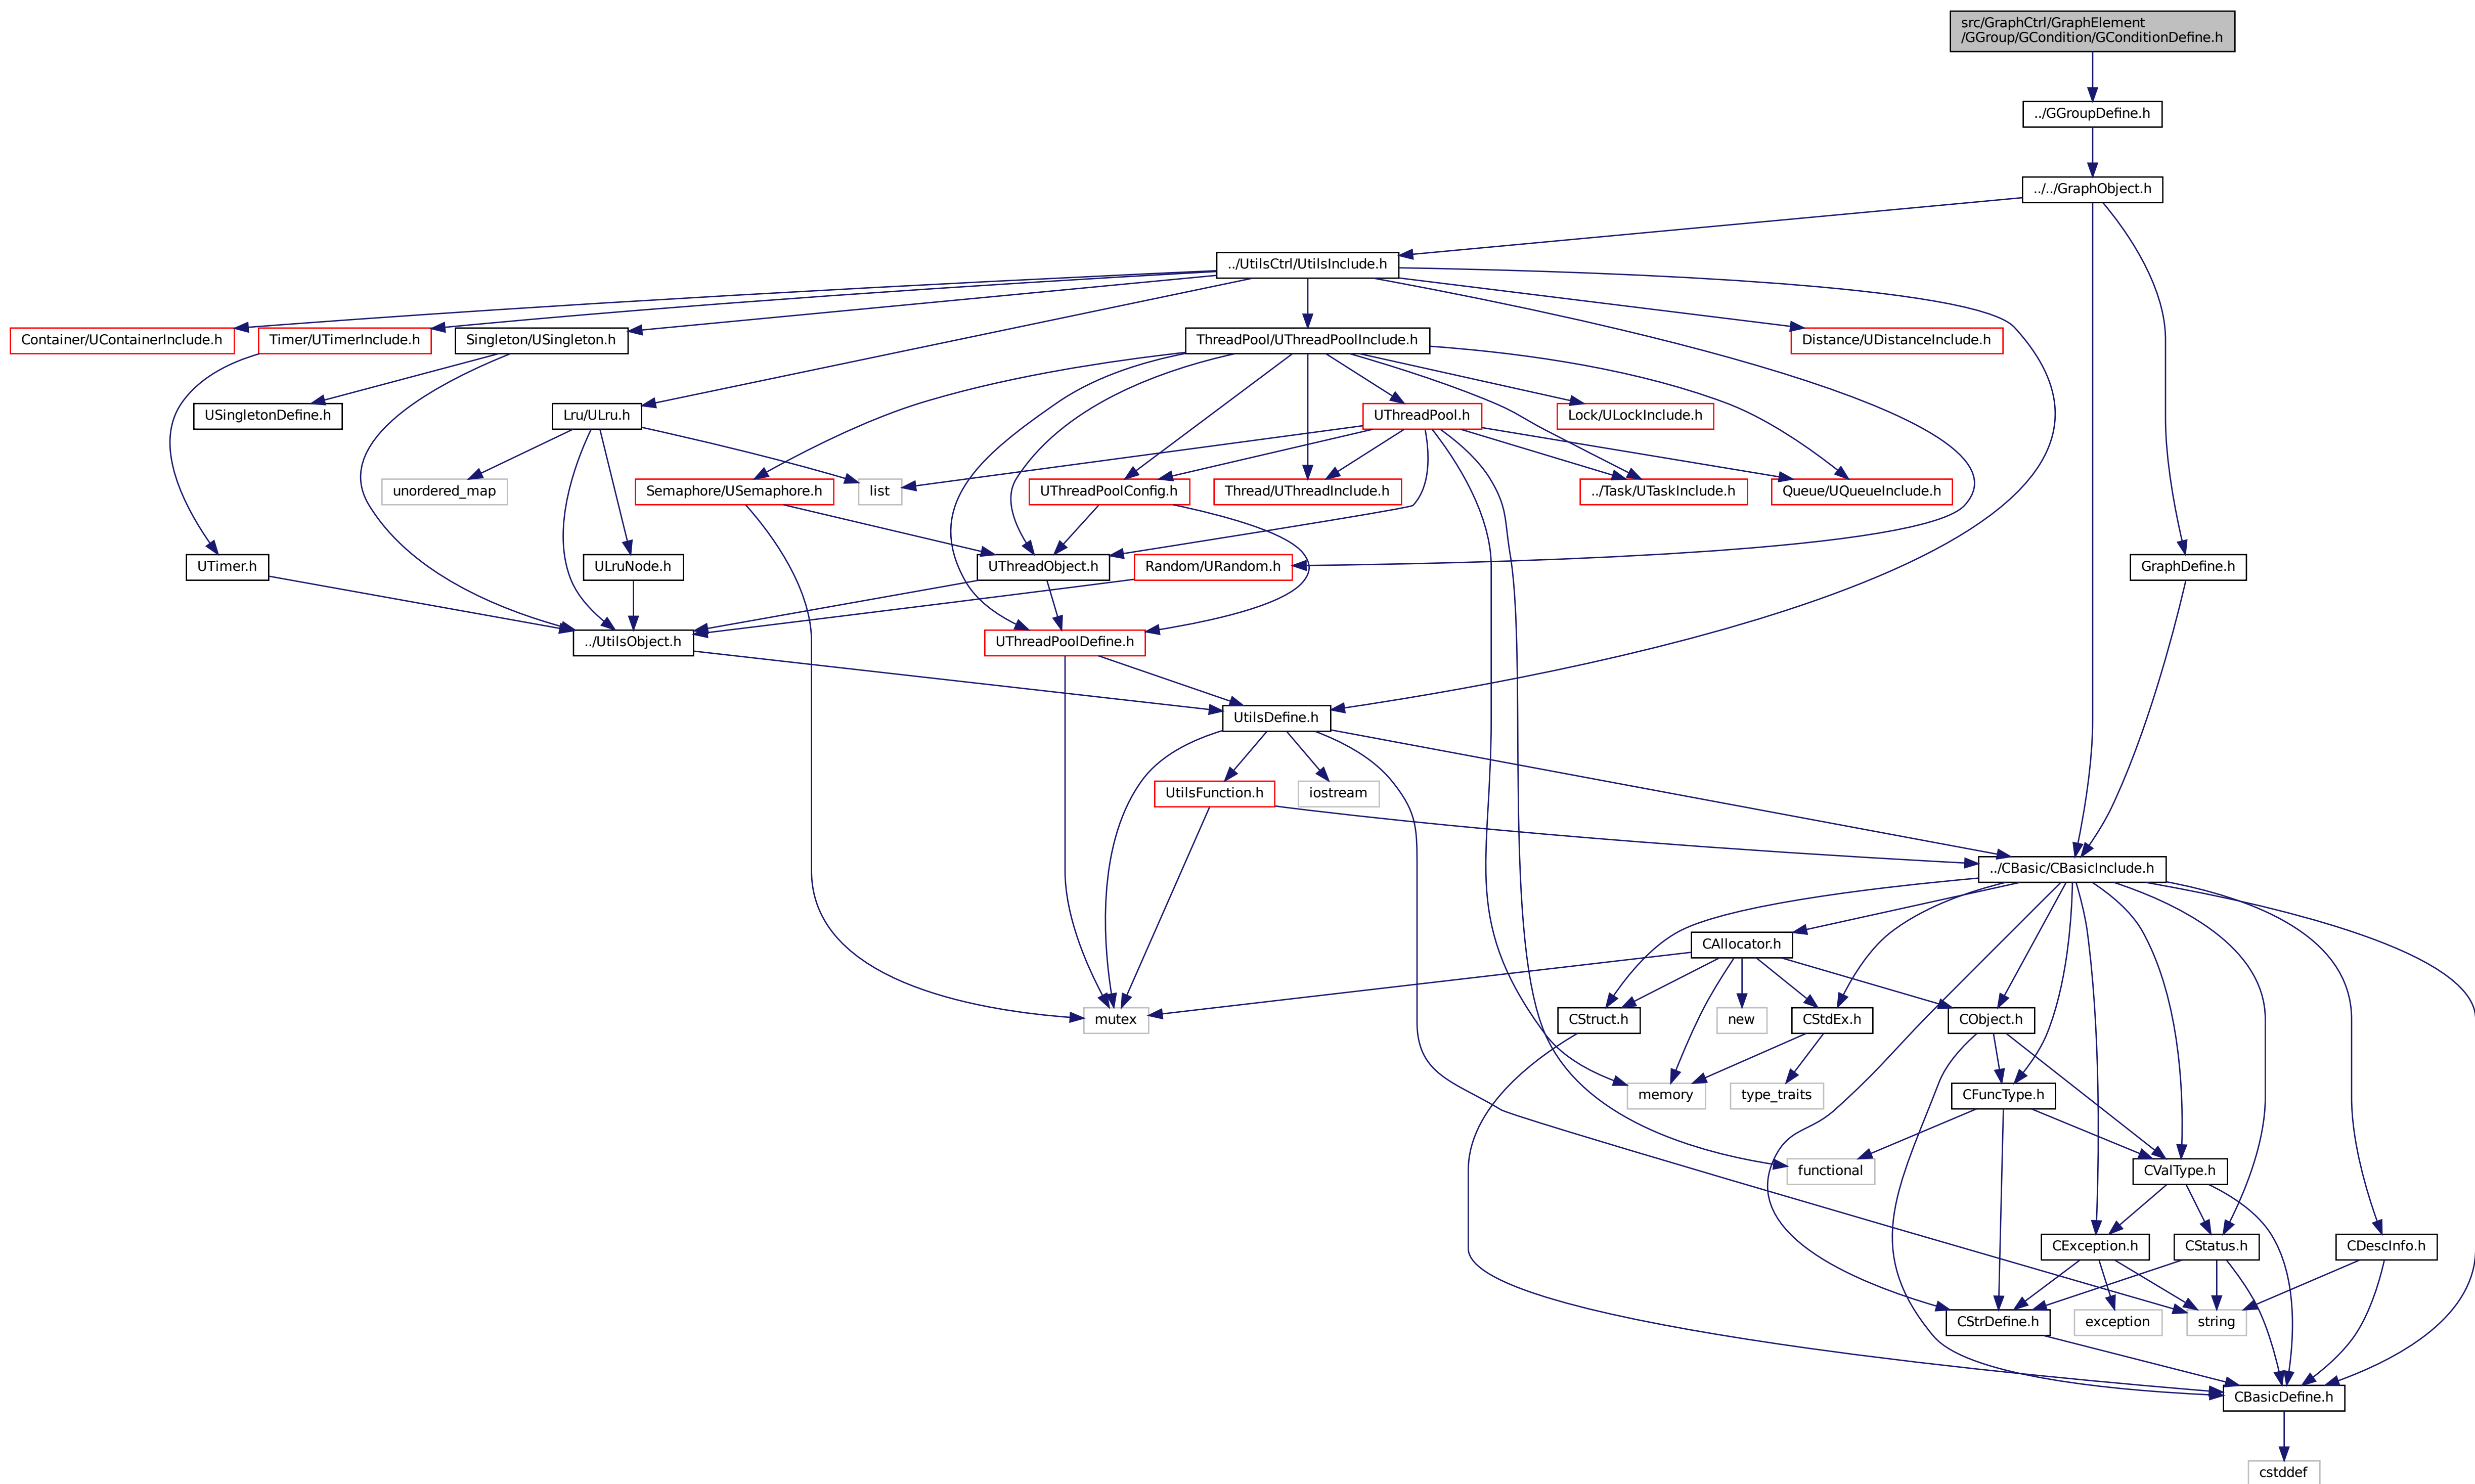 src/GraphCtrl/GraphElement
/GGroup/GCondition/GConditionDefine.h
../GGroupDefine.h
../../GraphObject.h
../UtilsCtrl/UtilsInclude.h
Container/UContainerInclude.h
Timer/UTimerInclude.h
Singleton/USingleton.h
ThreadPool/UThreadPoolInclude.h
Distance/UDistanceInclude.h
USingletonDefine.h
Lru/ULru.h
UThreadPool.h
Lock/ULockInclude.h
unordered_map
Semaphore/USemaphore.h
list
UThreadPoolConfig.h
Thread/UThreadInclude.h
../Task/UTaskInclude.h
Queue/UQueueInclude.h
UTimer.h
ULruNode.h
UThreadObject.h
Random/URandom.h
GraphDefine.h
../UtilsObject.h
UThreadPoolDefine.h
UtilsDefine.h
UtilsFunction.h
iostream
../CBasic/CBasicInclude.h
CAllocator.h
mutex
CStruct.h
new
CStdEx.h
CObject.h
memory
type_traits
CFuncType.h
functional
CValType.h
CException.h
CStatus.h
CDescInfo.h
CStrDefine.h
exception
string
CBasicDefine.h
cstddef